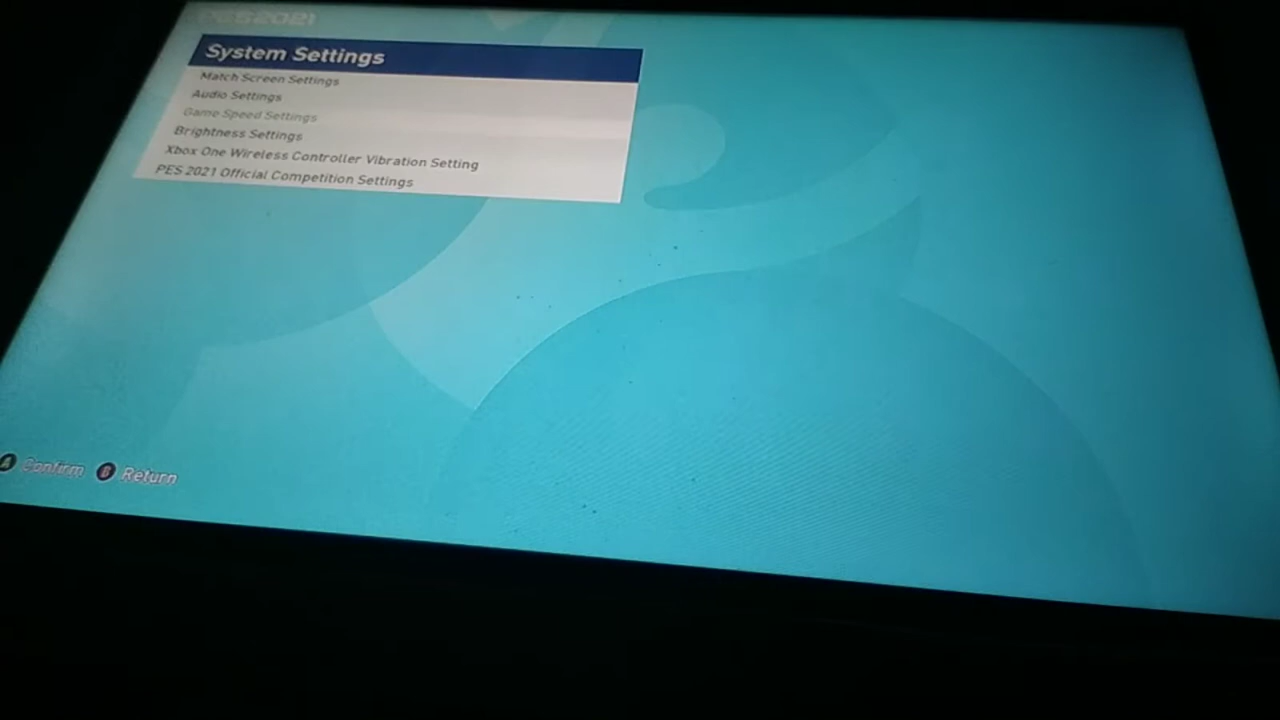 PES2021
System Settings
Match Screen Settings
Audio Settings
Game Speed Settings
Brightness Settings
Xbox One Wireless Controller Vibration Setting
PES 2021 Official Competition Settings
A Confirm B Return